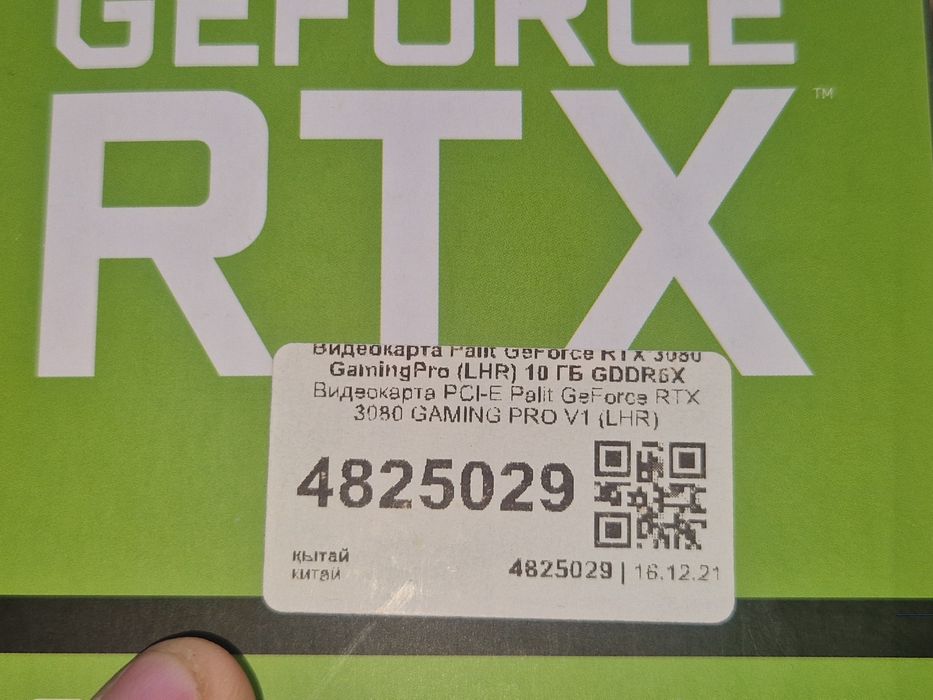 GEFORCE
RTX™
Видеокарта Palit GeForce RTX 3080
GamingPro (LHR) 10 ГБ GDDR6X
Видеокарта PCI-E Palit GeForce RTX
3080 GAMING PRO V1 (LHR)
4825029
қытай
китай
4825029 | 16.12.21